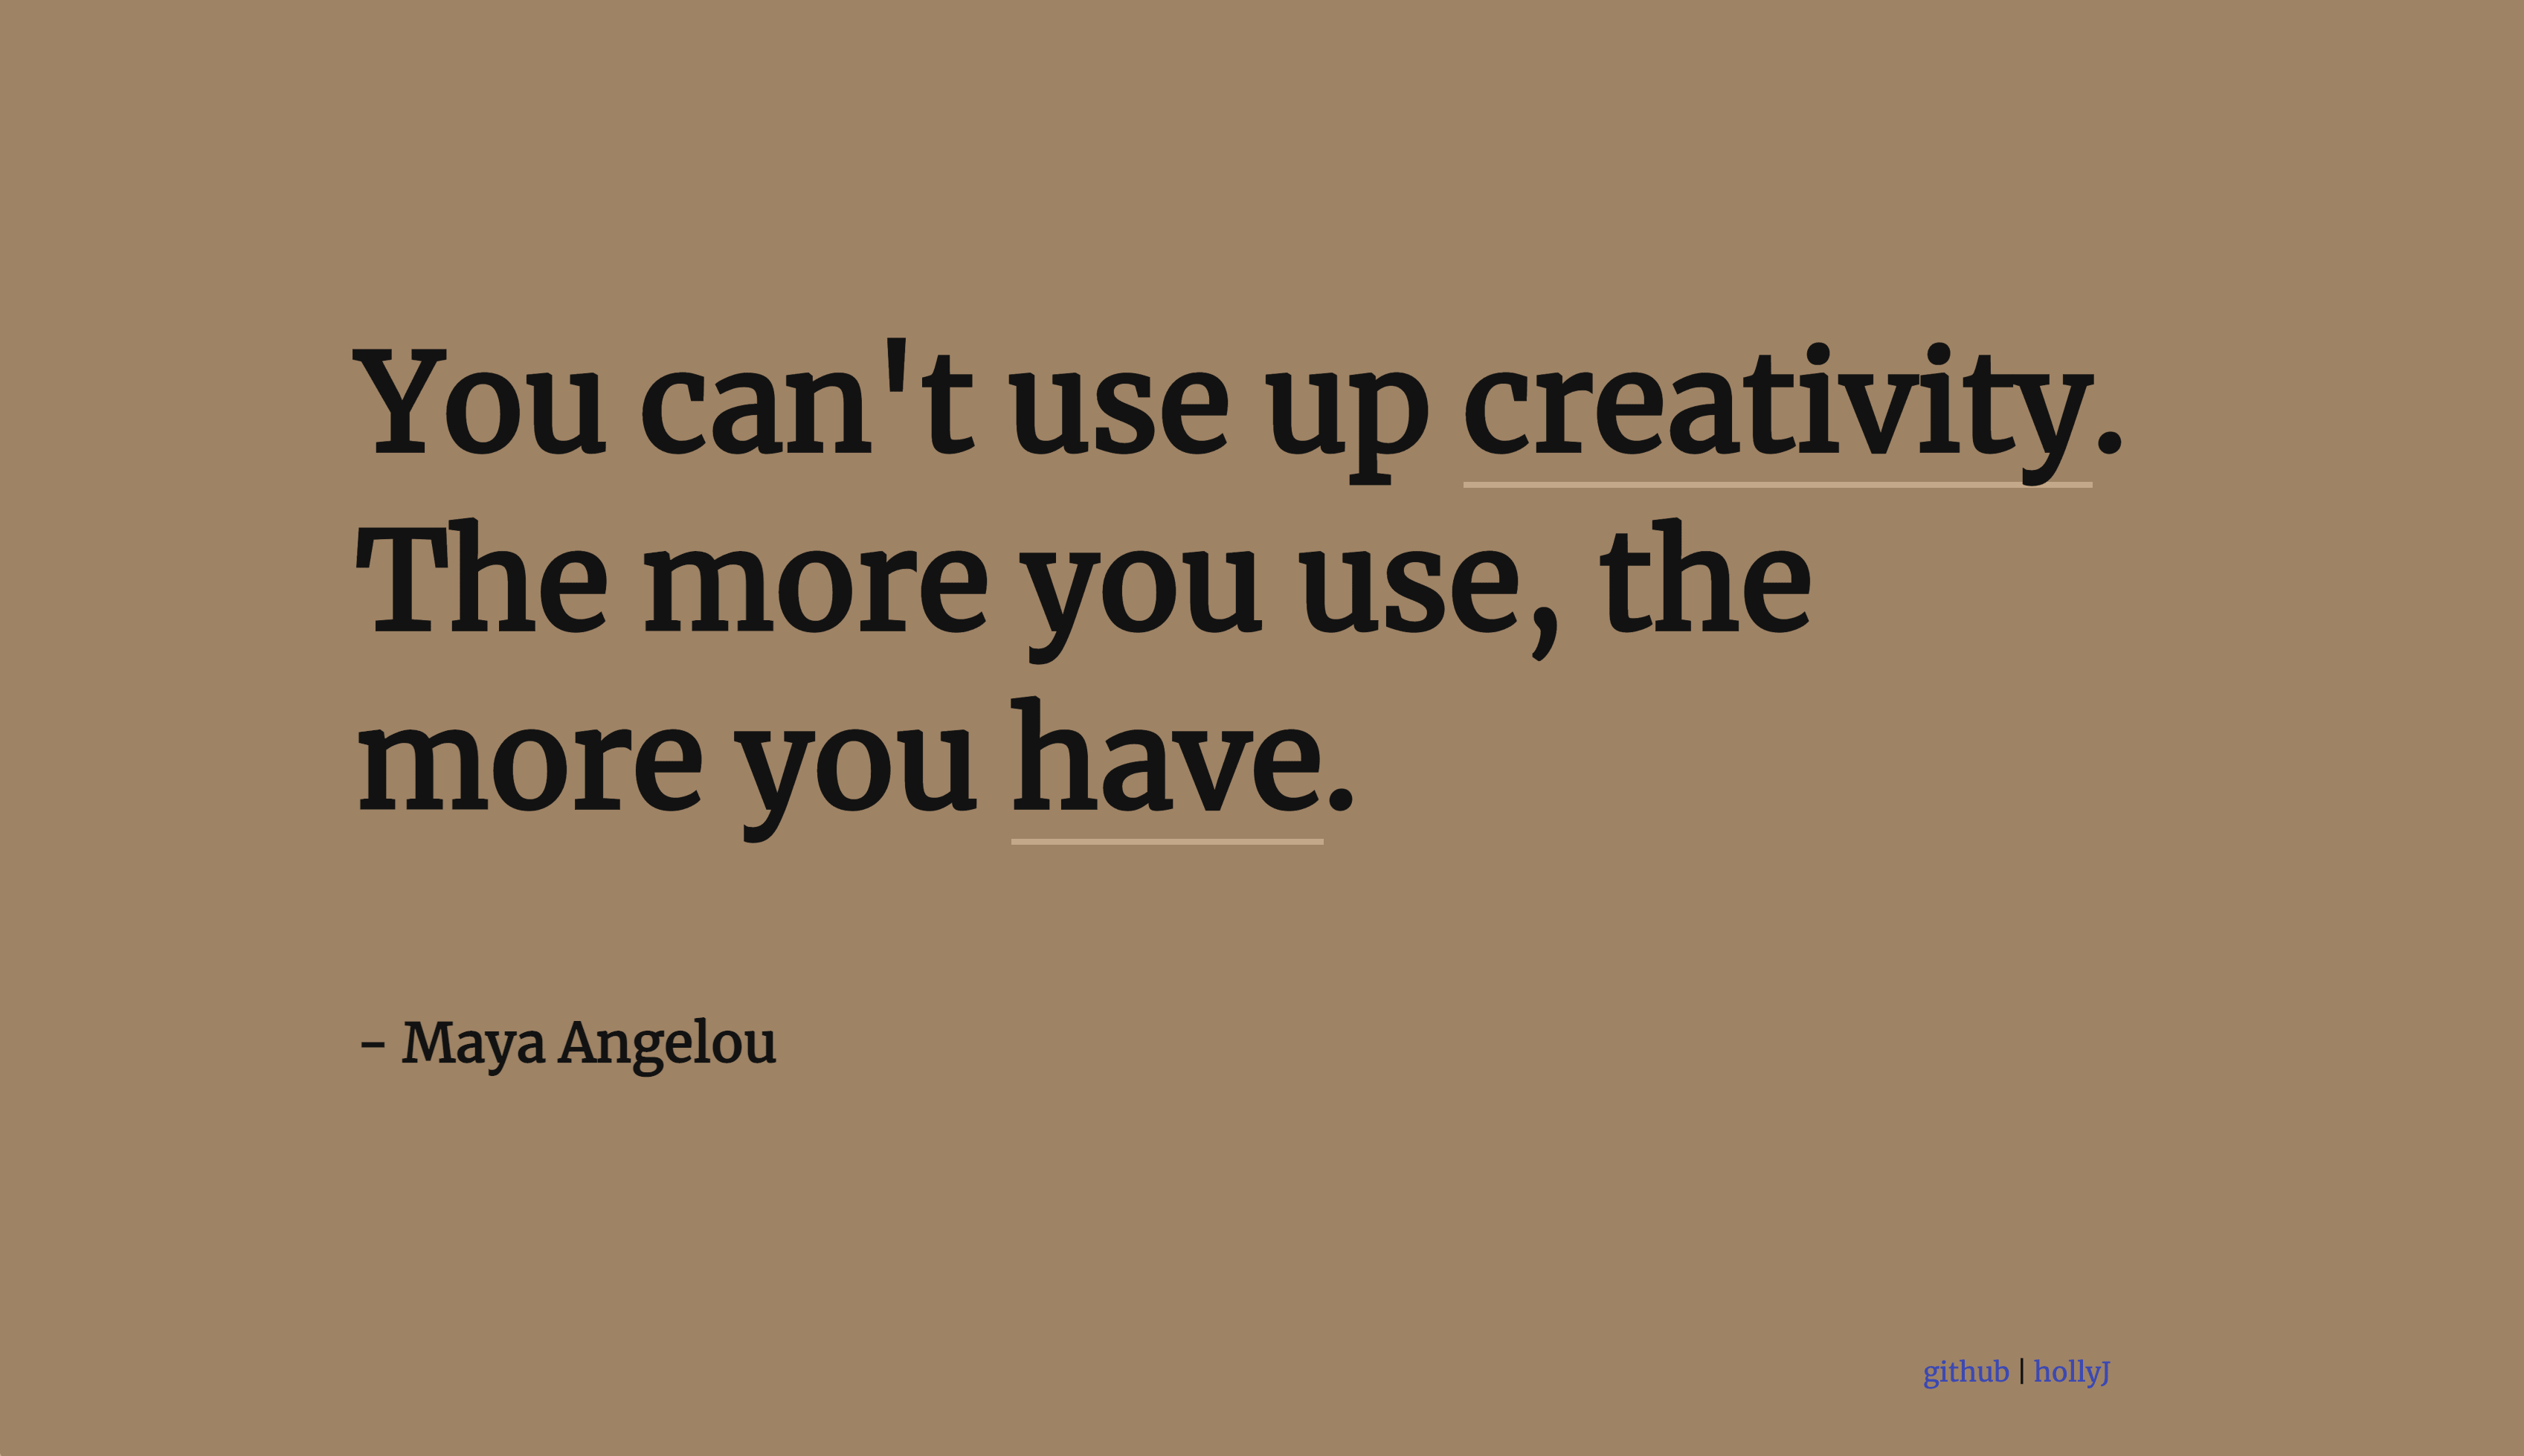 You can't use up creativity.
The more you use, the
more you have.
– Maya Angelou
github | hollyJ